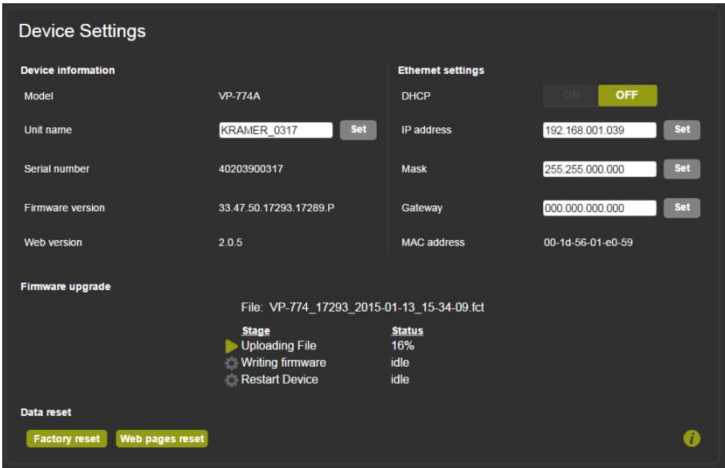 Device Settings
Device information
Model VP-774A
Unit name KRAMER_0317 Set
Serial number 40203900317
Firmware version 33.47.50.17293.17289.P
Web version 2.0.5
Ethernet settings
DHCP ON OFF
IP address 192.168.001.039 Set
Mask 255.255.000.000 Set
Gateway 000.000.000.000 Set
MAC address 00-1d-56-01-e0-59
Firmware upgrade
File: VP-774_17293_2015-01-13_15-34-09.fct
Stage Status
Uploading File 16%
Writing firmware idle
Restart Device idle
Data reset
Factory reset Web pages reset
i